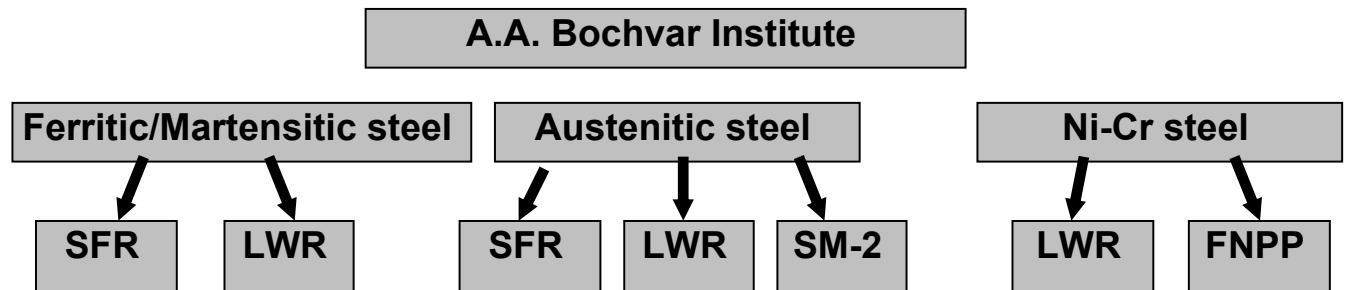 A.A. Bochvar Institute
Ferritic/Martensitic steel
Austenitic steel
Ni-Cr steel
SFR
LWR
SFR
LWR
SM-2
LWR
FNPP